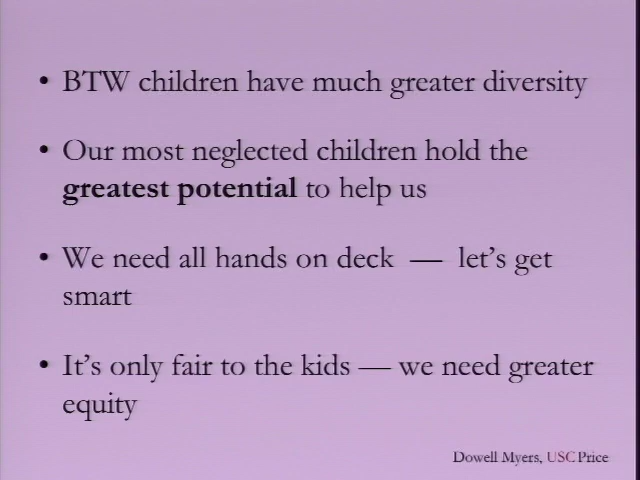 • BTW children have much greater diversity
• Our most neglected children hold the
greatest potential to help us
• We need all hands on deck — let's get
smart
• It's only fair to the kids — we need greater
equity
Dowell Myers, USC Price